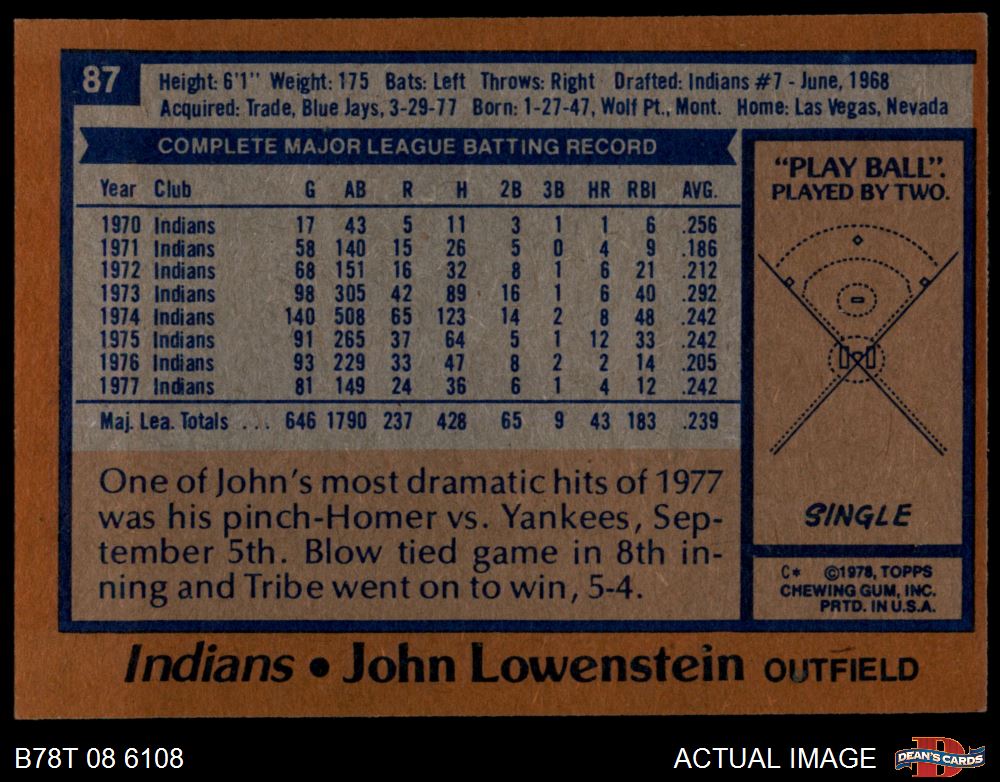 87
Height: 6'1" Weight: 175 Bats: Left Throws: Right Drafted: Indians #7 - June, 1968
Acquired: Trade, Blue Jays, 3-29-77 Born: 1-27-47, Wolf Pt., Mont. Home: Las Vegas, Nevada
COMPLETE MAJOR LEAGUE BATTING RECORD
Year Club G AB R H 2B 3B HR RBI AVG.
1970 Indians 17 43 5 11 3 1 1 6 .256
1971 Indians 58 140 15 26 5 0 4 9 .186
1972 Indians 68 151 16 32 8 1 6 21 .212
1973 Indians 98 305 42 89 16 1 6 40 .292
1974 Indians 140 508 65 123 14 2 8 48 .242
1975 Indians 91 265 37 64 5 1 12 33 .242
1976 Indians 93 229 33 47 8 2 2 14 .205
1977 Indians 81 149 24 36 6 1 4 12 .242
Maj. Lea. Totals ... 646 1790 237 428 65 9 43 183 .239
One of John's most dramatic hits of 1977
was his pinch-Homer vs. Yankees, Sep-
tember 5th. Blow tied game in 8th in-
ning and Tribe went on to win, 5-4.
"PLAY BALL".
PLAYED BY TWO.
SINGLE
C* ©1978, TOPPS
CHEWING GUM, INC.
PRTD. IN U.S.A.
Indians • John Lowenstein OUTFIELD
B78T 08 6108
ACTUAL IMAGE
D
DEAN'S CARDS